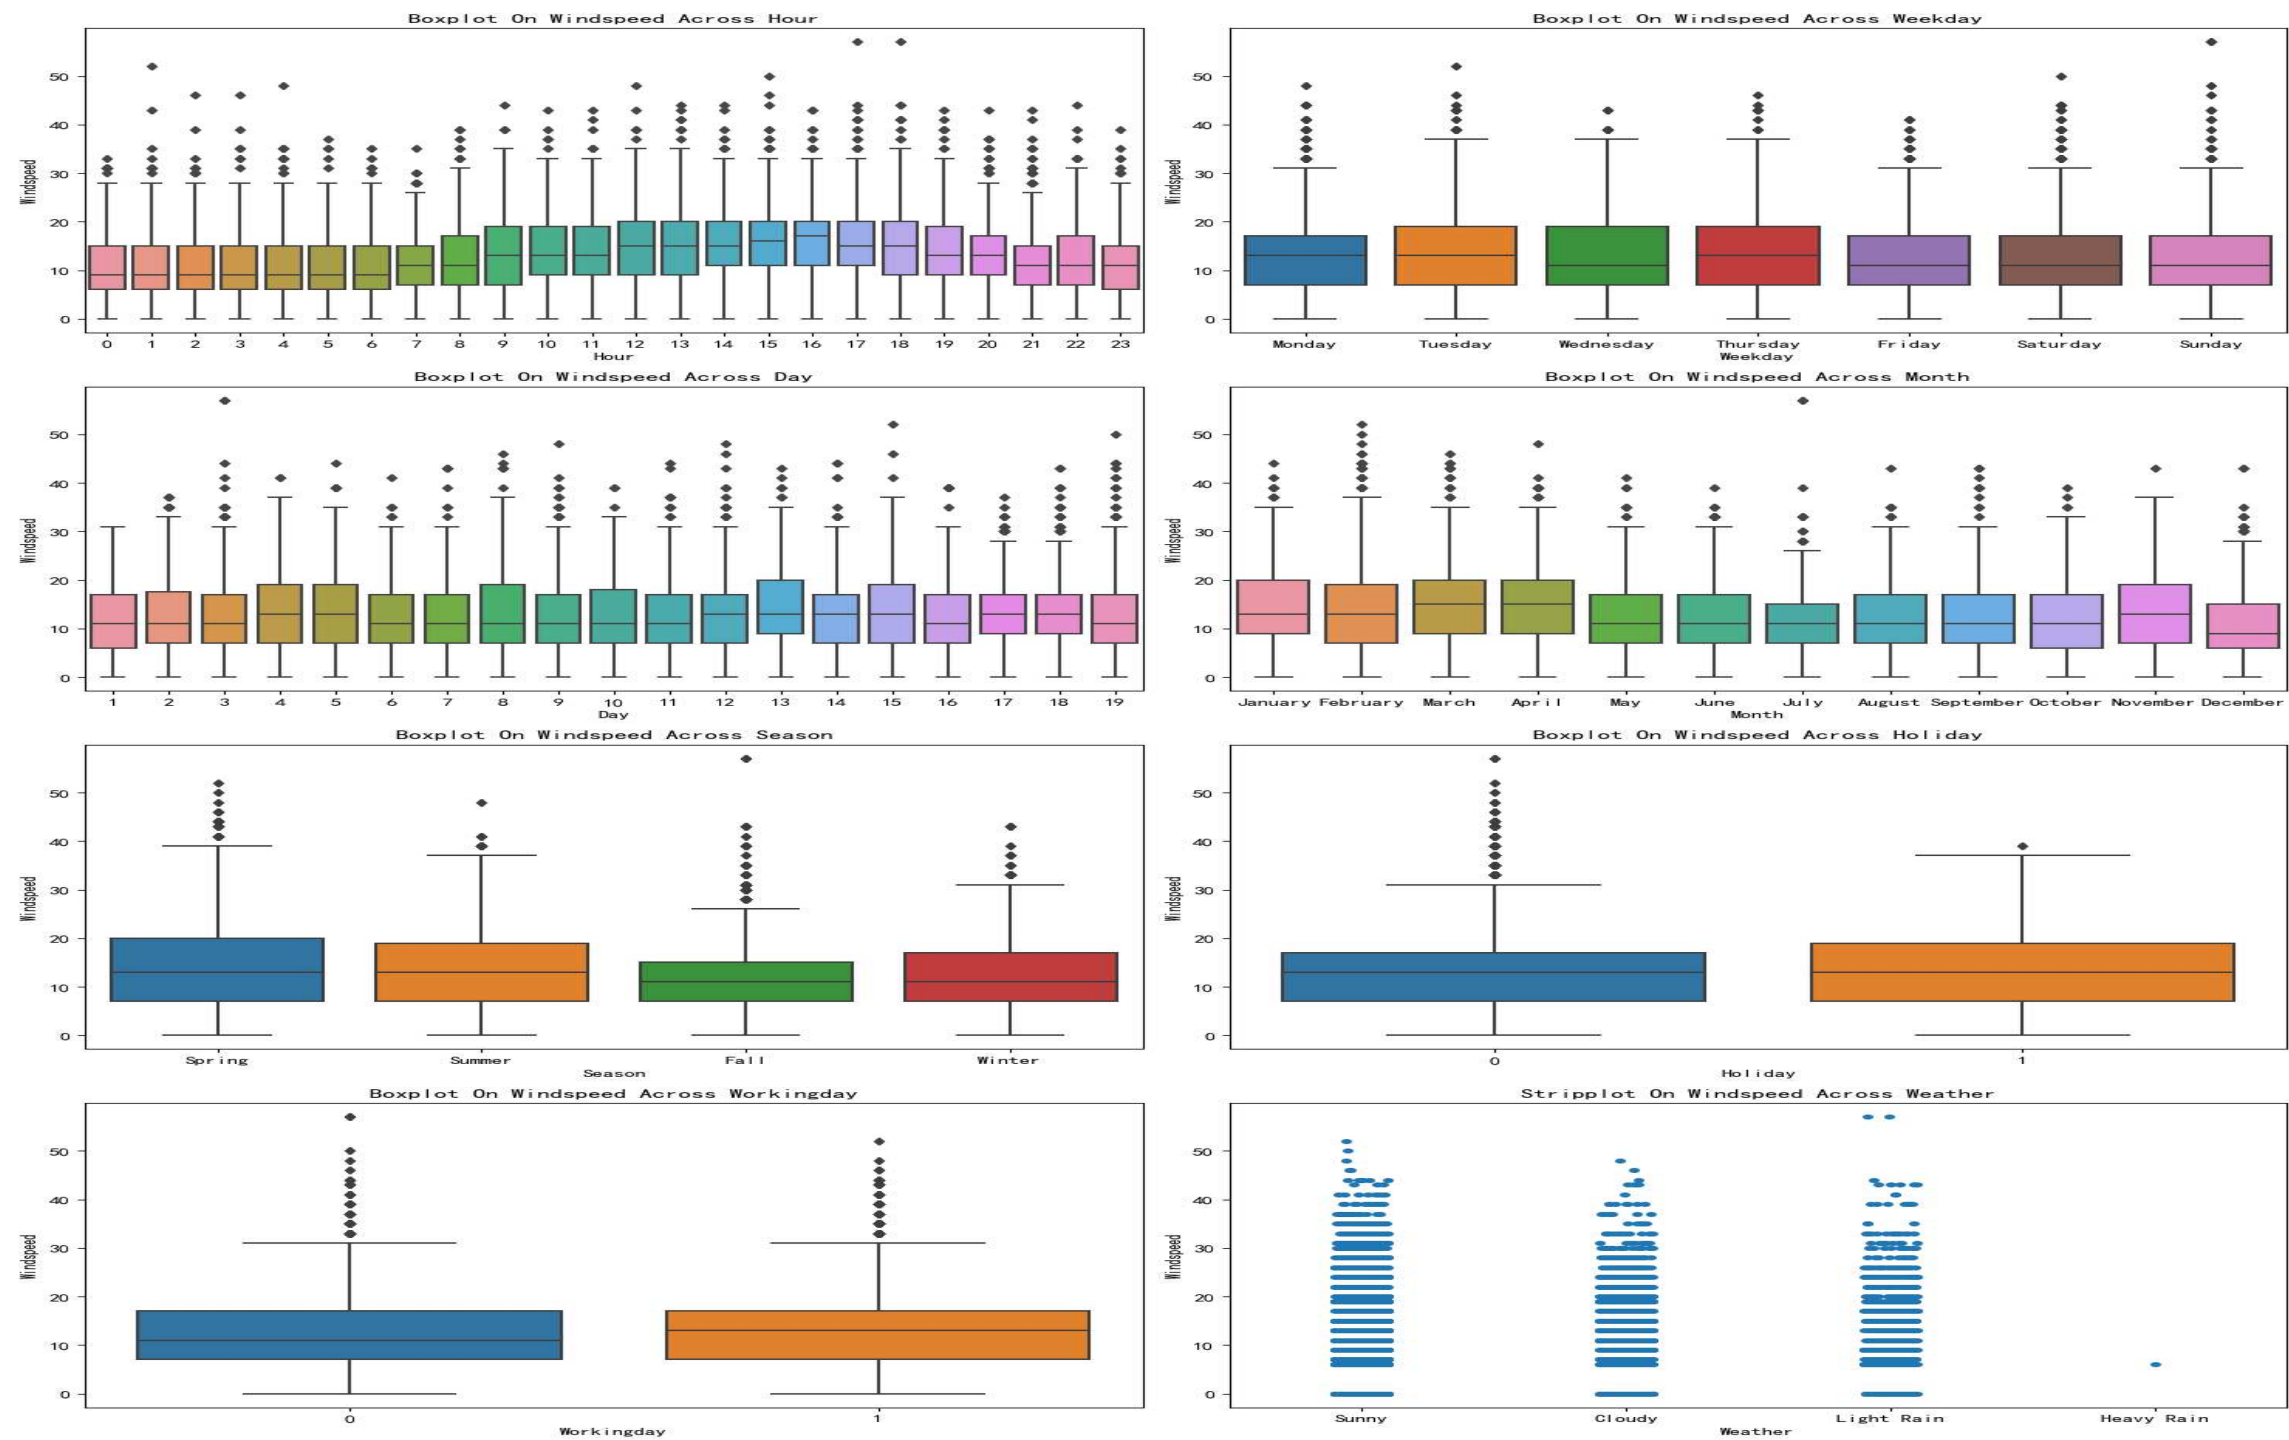 Boxplot On Windspeed Across Hour
Windspeed
50
40
30
20
10
0
0 1 2 3 4 5 6 7 8 9 10 11 12 13 14 15 16 17 18 19 20 21 22 23
Hour
Boxplot On Windspeed Across Weekday
Windspeed
50
40
30
20
10
0
Monday Tuesday Wednesday Thursday Friday Saturday Sunday
Weekday
Boxplot On Windspeed Across Day
Windspeed
50
40
30
20
10
0
1 2 3 4 5 6 7 8 9 10 11 12 13 14 15 16 17 18 19
Day
Boxplot On Windspeed Across Month
Windspeed
50
40
30
20
10
0
January February March April May June July August September October November December
Month
Boxplot On Windspeed Across Season
Windspeed
50
40
30
20
10
0
Spring Summer Fall Winter
Season
Boxplot On Windspeed Across Holiday
Windspeed
50
40
30
20
10
0
0 1
Holiday
Boxplot On Windspeed Across Workingday
Windspeed
50
40
30
20
10
0
0 1
Workingday
Stripplot On Windspeed Across Weather
Windspeed
50
40
30
20
10
0
Sunny Cloudy Light Rain Heavy Rain
Weather